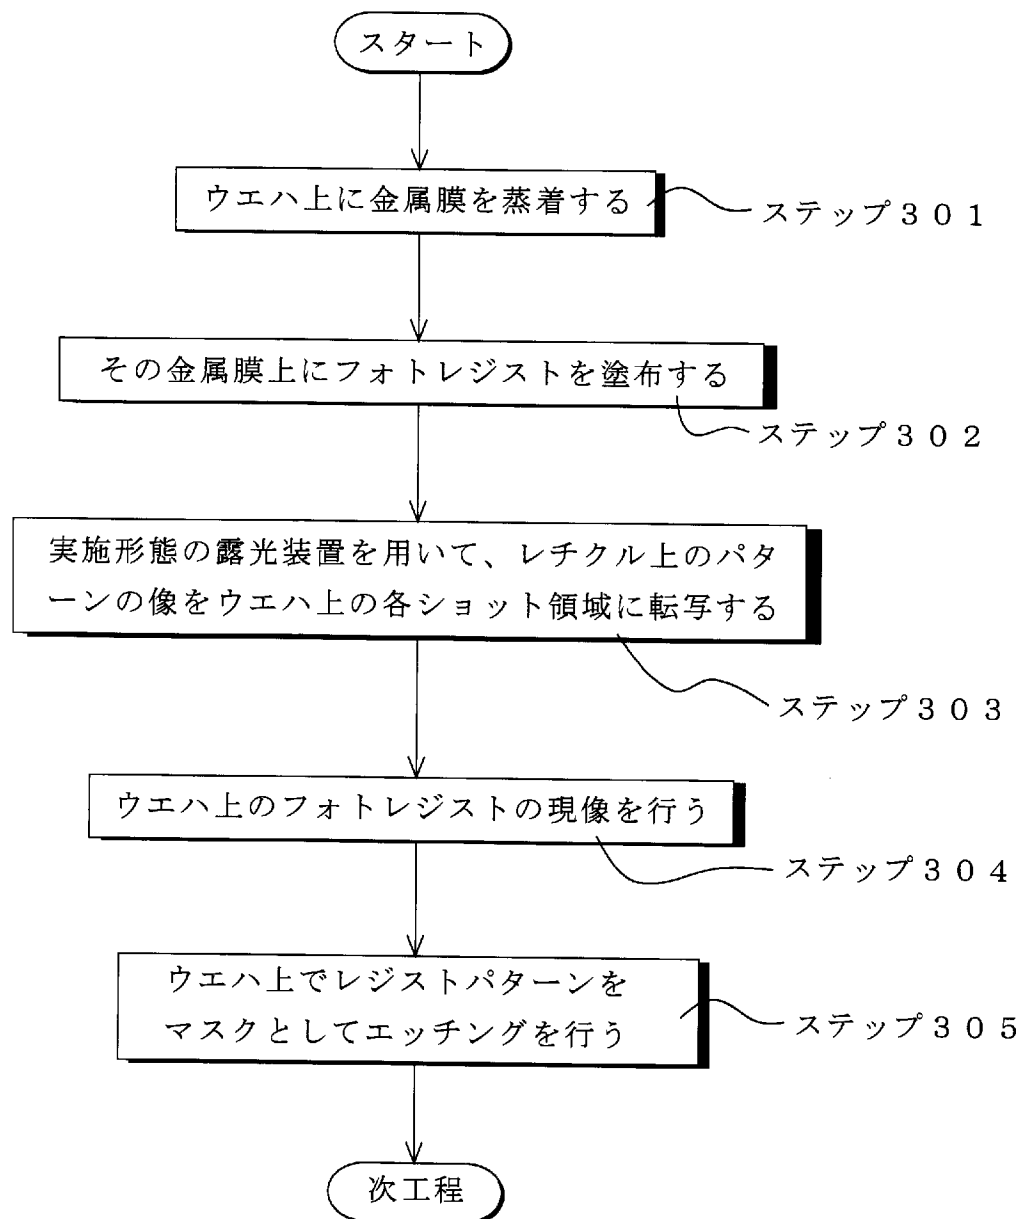 スタート
ウエハ上に金属膜を蒸着する
ステップ３０１
その金属膜上にフォトレジストを塗布する
ステップ３０２
実施形態の露光装置を用いて、レチクル上のパタ
ーンの像をウエハ上の各ショット領域に転写する
ステップ３０３
ウエハ上のフォトレジストの現像を行う
ステップ３０４
ウエハ上でレジストパターンを
マスクとしてエッチングを行う
ステップ３０５
次工程